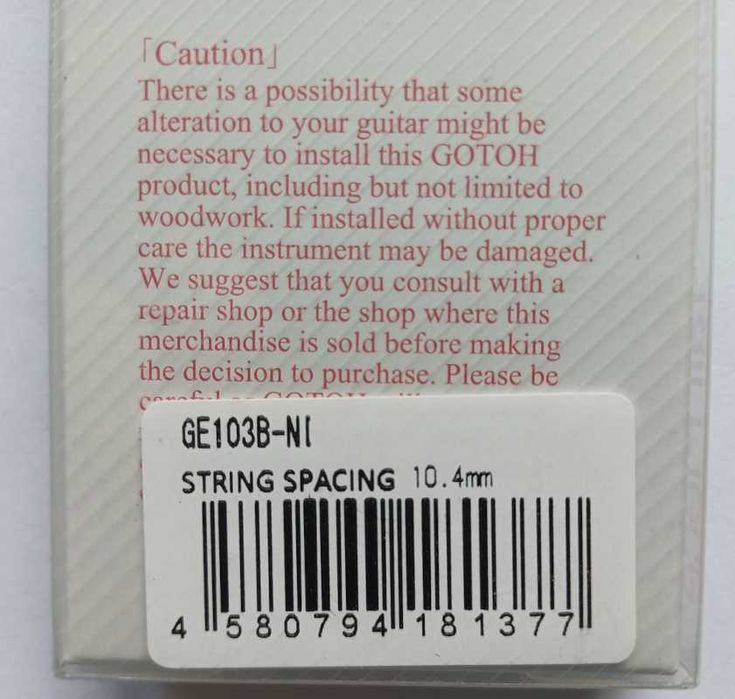 「Caution」
There is a possibility that some
alteration to your guitar might be
necessary to install this GOTOH
product, including but not limited to
woodwork. If installed without proper
care the instrument may be damaged.
We suggest that you consult with a
repair shop or the shop where this
merchandise is sold before making
the decision to purchase. Please be
GE103B-NI
STRING SPACING 10.4mm
4 580794 181377